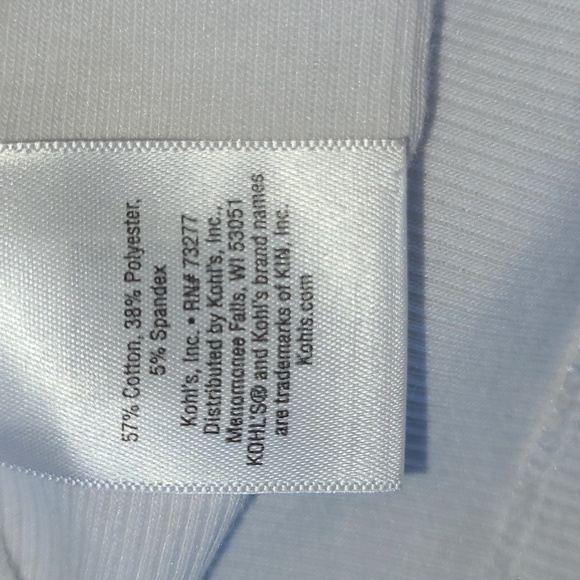 57% Cotton, 38% Polyester,
5% Spandex
Kohl's, Inc. • RN# 73277
Distributed by Kohl's, Inc.,
Menomonee Falls, WI 53051
KOHL'S® and Kohl's brand names
are trademarks of KIN, Inc.
Kohls.com